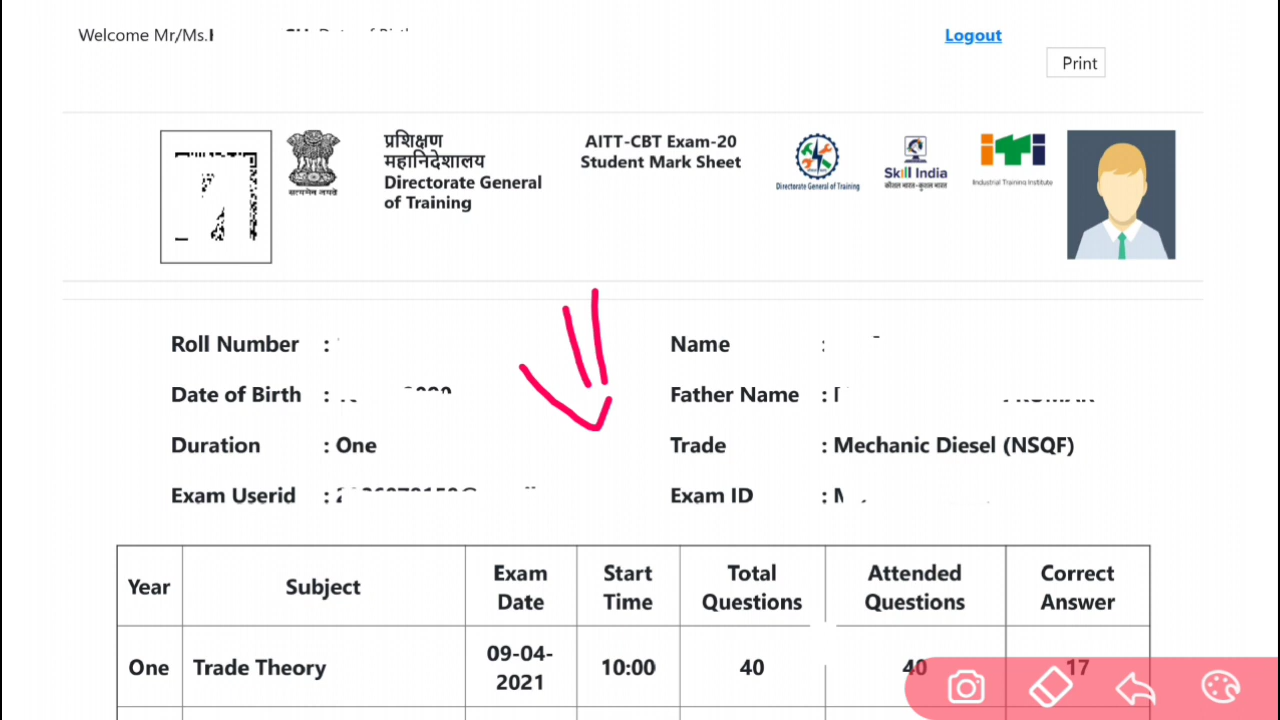 Welcome Mr/Ms.
Logout
Print
प्रशिक्षण
महानिदेशालय
Directorate General
of Training
सत्यमेव जयते
AITT-CBT Exam-20
Student Mark Sheet
Directorate General of Training
Skill India
कौशल भारत-कुशल भारत
iti
Industrial Training Institute
Roll Number :
Name :
Date of Birth :
Father Name :
Duration : One
Trade : Mechanic Diesel (NSQF)
Exam Userid :
Exam ID :
Year Subject Exam Date Start Time Total Questions Attended Questions Correct Answer
One Trade Theory 09-04-2021 10:00 40 40 17